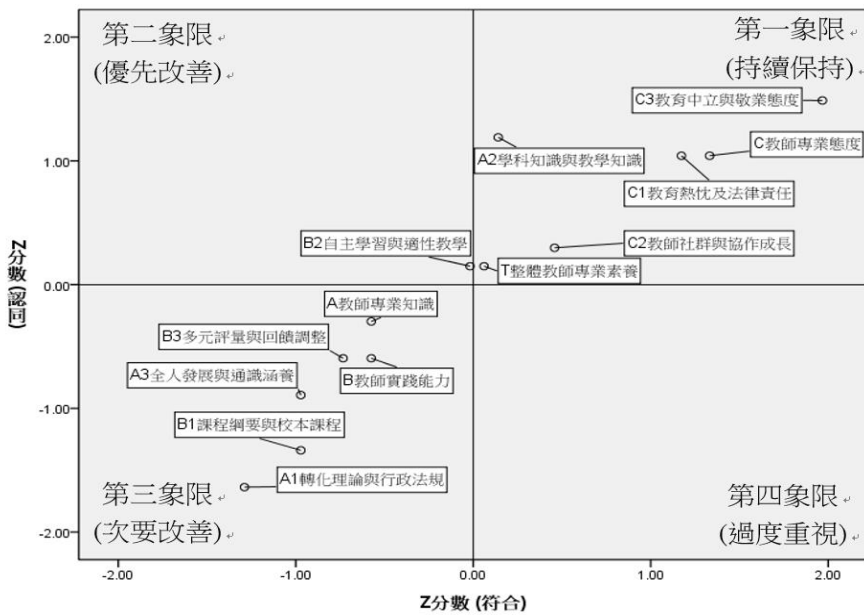 第二象限
(優先改善)
第一象限
(持續保持)
C3教育中立與敬業態度
C教師專業態度
A2學科知識與教學知識
C1教育熱忱及法律責任
B2自主學習與適性教學
C2教師社群與協作成長
T整體教師專業素養
A教師專業知識
B3多元評量與回饋調整
A3全人發展與通識涵養
B教師實踐能力
B1課程綱要與校本課程
A1轉化理論與行政法規
第三象限
(次要改善)
第四象限
(過度重視)
Z分數 (認同)
2.00
1.00
0.00
-1.00
-2.00
-2.00
-1.00
0.00
1.00
2.00
Z分數 (符合)